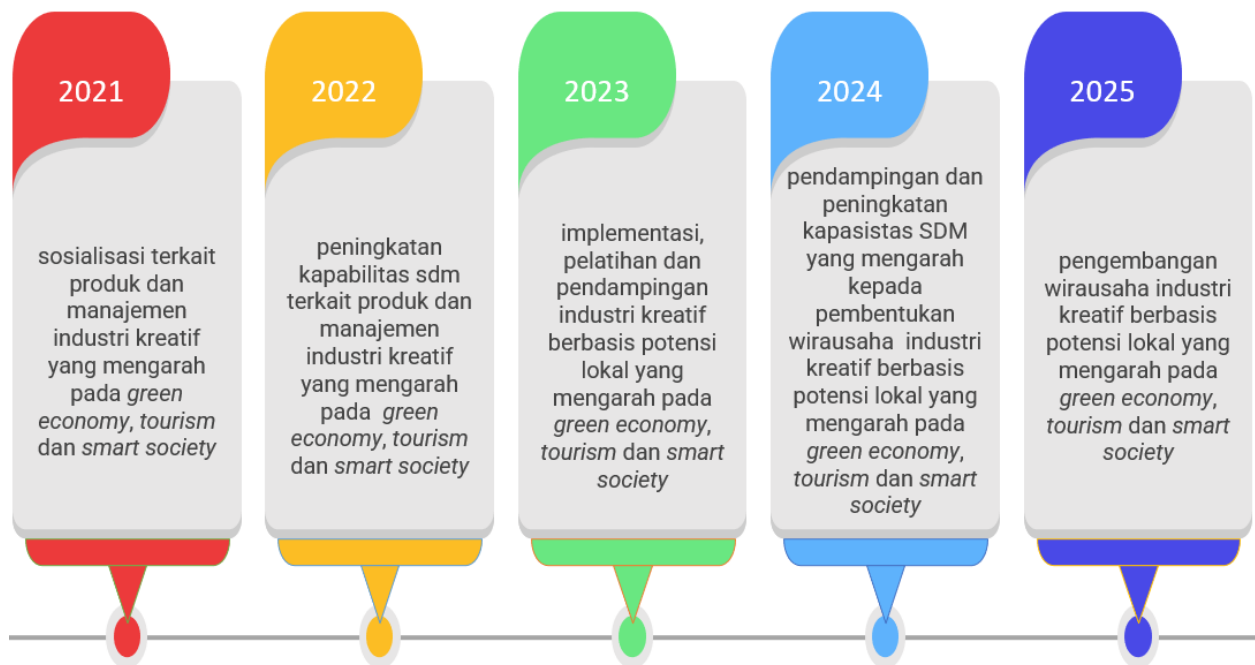 2021
sosialisasi terkait
produk dan
manajemen
industri kreatif
yang mengarah
pada green
economy, tourism
dan smart society
2022
peningkatan
kapabilitas sdm
terkait produk dan
manajemen
industri kreatif
yang mengarah
pada green
economy, tourism
dan smart society
2023
implementasi,
pelatihan dan
pendampingan
industri kreatif
berbasis potensi
lokal yang
mengarah pada
green economy,
tourism dan smart
society
2024
pendampingan dan
peningkatan
kapasistas SDM
yang mengarah
kepada
pembentukan
wirausaha industri
kreatif berbasis
potensi lokal yang
mengarah pada
green economy,
tourism dan smart
society
2025
pengembangan
wirausaha industri
kreatif berbasis
potensi lokal yang
mengarah pada
green economy,
tourism dan smart
society